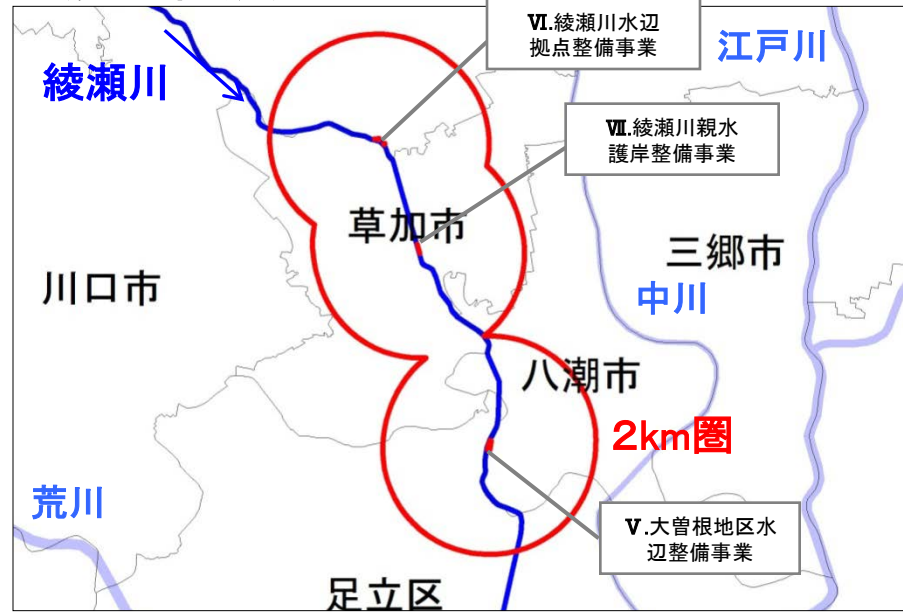 Ⅵ.綾瀬川水辺
拠点整備事業
江戸川
綾瀬川
Ⅶ.綾瀬川親水
護岸整備事業
草加市
三郷市
川口市
中川
八潮市
2km圏
荒川
Ⅴ.大曽根地区水
辺整備事業
足立区